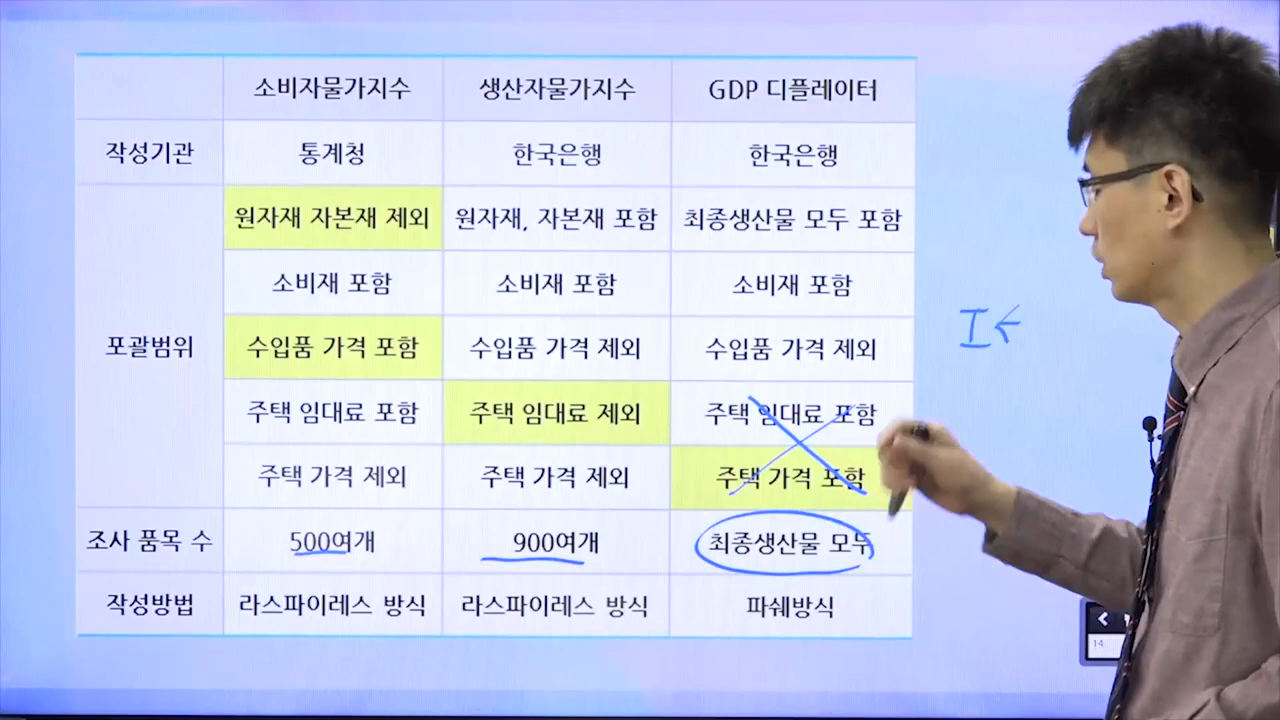 소비자물가지수 생산자물가지수 GDP 디플레이터
작성기관 통계청 한국은행 한국은행
원자재 자본재 제외 원자재, 자본재 포함 최종생산물 모두 포함
소비재 포함 소비재 포함 소비재 포함
포괄범위 수입품 가격 포함 수입품 가격 제외 수입품 가격 제외
I
주택 임대료 포함 주택 임대료 제외 주택 임대료 포함
주택 가격 제외 주택 가격 제외 주택 가격 포함
조사 품목 수 500여개 900여개 최종생산물 모두
작성방법 라스파이레스 방식 라스파이레스 방식 파쉐방식
14